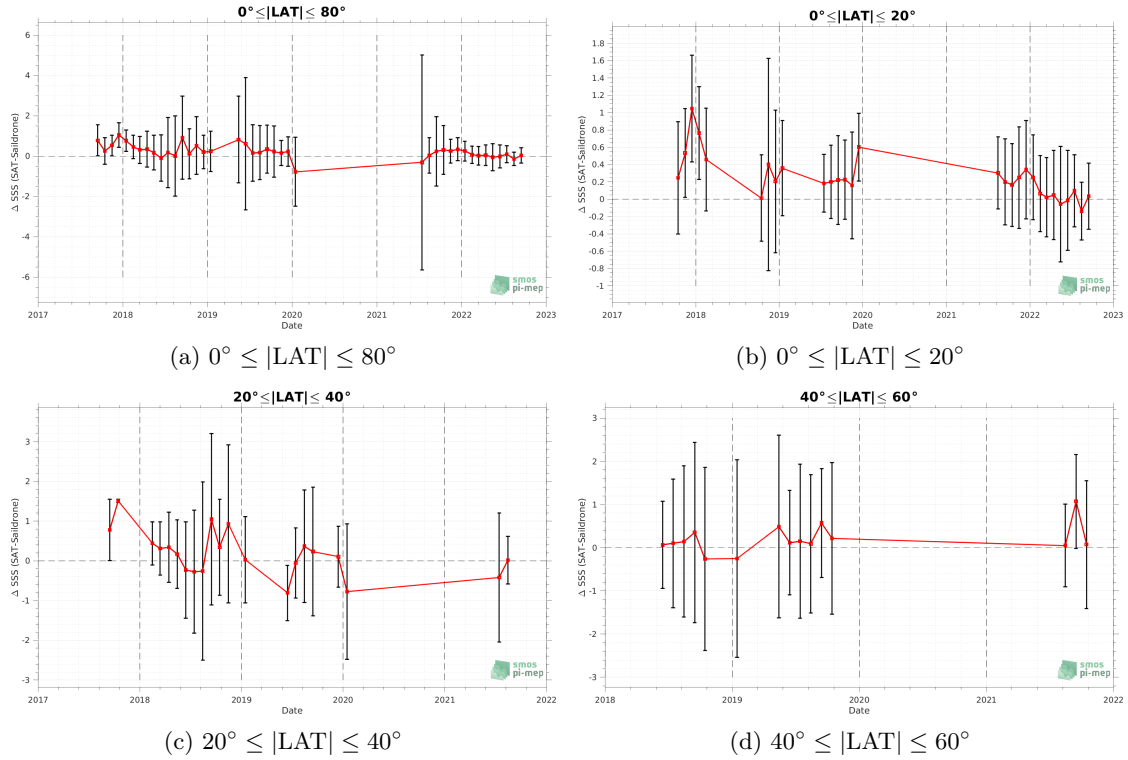 0°≤|LAT|≤ 80°
Δ SSS (SAT-Saildrone)
6
4
2
0
-2
-4
-6
2017 2018 2019 2020 2021 2022 2023
Date
smos
pi-mep
(a) 0° ≤ |LAT| ≤ 80°
0°≤|LAT|≤ 20°
Δ SSS (SAT-Saildrone)
1.8
1.6
1.4
1.2
1
0.8
0.6
0.4
0.2
0
-0.2
-0.4
-0.6
-0.8
-1
2017 2018 2019 2020 2021 2022 2023
Date
smos
pi-mep
(b) 0° ≤ |LAT| ≤ 20°
20°≤|LAT|≤ 40°
Δ SSS (SAT-Saildrone)
3
2
1
0
-1
-2
-3
2017 2018 2019 2020 2021 2022
Date
smos
pi-mep
(c) 20° ≤ |LAT| ≤ 40°
40°≤|LAT|≤ 60°
Δ SSS (SAT-Saildrone)
3
2
1
0
-1
-2
-3
2018 2019 2020 2021 2022
Date
smos
pi-mep
(d) 40° ≤ |LAT| ≤ 60°